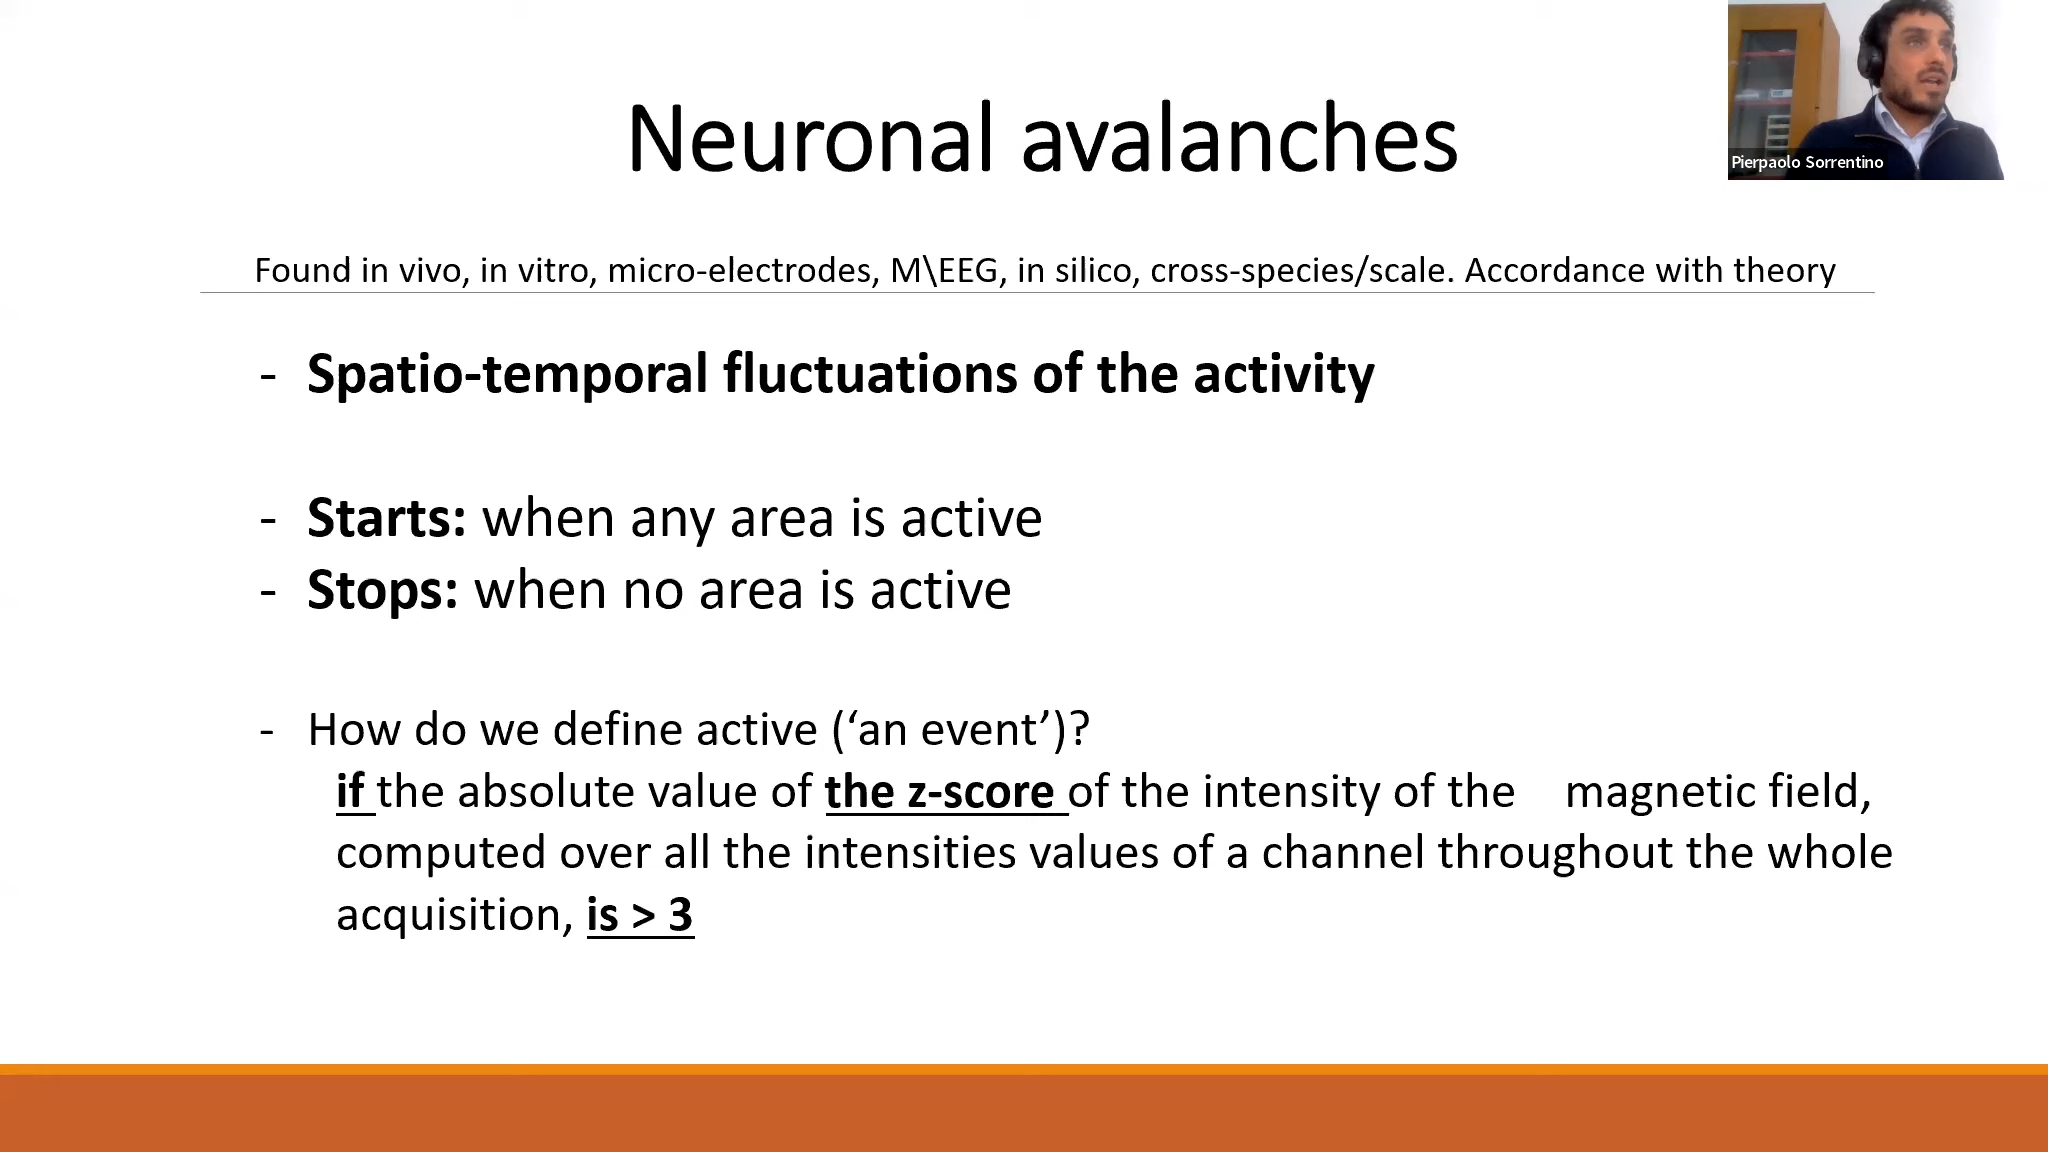 Neuronal avalanches
Pierpaolo Sorrentino
Found in vivo, in vitro, micro-electrodes, M\EEG, in silico, cross-species/scale. Accordance with theory
- Spatio-temporal fluctuations of the activity
- Starts: when any area is active
- Stops: when no area is active
- How do we define active (‘an event’)?
if the absolute value of the z-score of the intensity of the magnetic field,
computed over all the intensities values of a channel throughout the whole
acquisition, is > 3